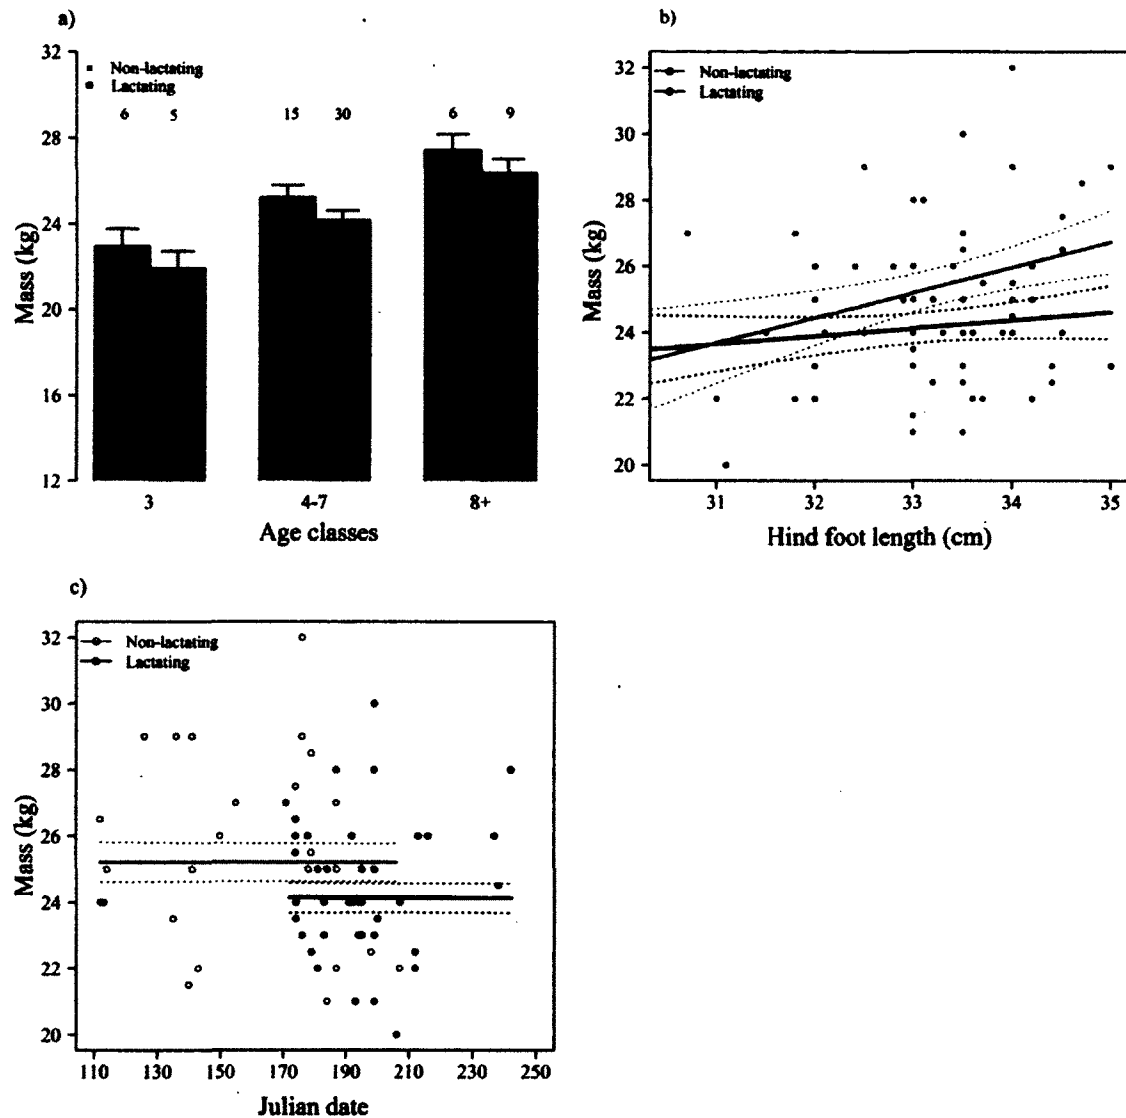 a)
32
28
24
20
16
12
Mass (kg)
Non-lactating
Lactating
6 5 15 30 6 9
3 4-7 8+
Age classes
b)
32
30
28
26
24
22
20
Mass (kg)
Non-lactating
Lactating
31 32 33 34 35
Hind foot length (cm)
c)
32
30
28
26
24
22
20
Mass (kg)
Non-lactating
Lactating
110 130 150 170 190 210 230 250
Julian date